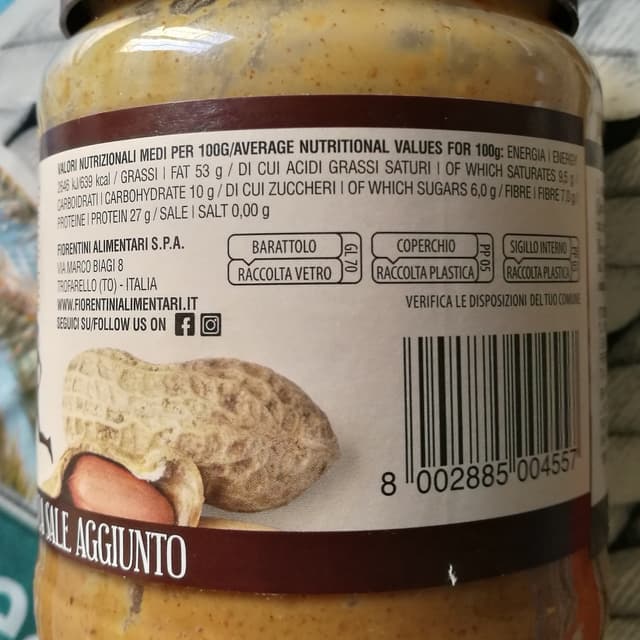 VALORI NUTRIZIONALI MEDI PER 100G/AVERAGE NUTRITIONAL VALUES FOR 100g: ENERGIA | ENERGY
2646 kJ/639 kcal / GRASSI | FAT 53 g / DI CUI ACIDI GRASSI SATURI | OF WHICH SATURATES 9,5 g /
CARBOIDRATI | CARBOHYDRATE 10 g / DI CUI ZUCCHERI | OF WHICH SUGARS 6,0 g / FIBRE | FIBRE 7,0 g /
PROTEINE | PROTEIN 27 g / SALE | SALT 0,00 g
FIORENTINI ALIMENTARI S.P.A.
VIA MARCO BIAGI 8
TROFARELLO (TO) - ITALIA
WWW.FIORENTINIALIMENTARI.IT
SEGUICI SU/FOLLOW US ON
BARATTOLO
RACCOLTA VETRO
GL 70
COPERCHIO
RACCOLTA PLASTICA
PP 05
SIGILLO INTERNO
RACCOLTA PLASTICA
VERIFICA LE DISPOSIZIONI DEL TUO COMUNE
8 002885 004557
SALE AGGIUNTO